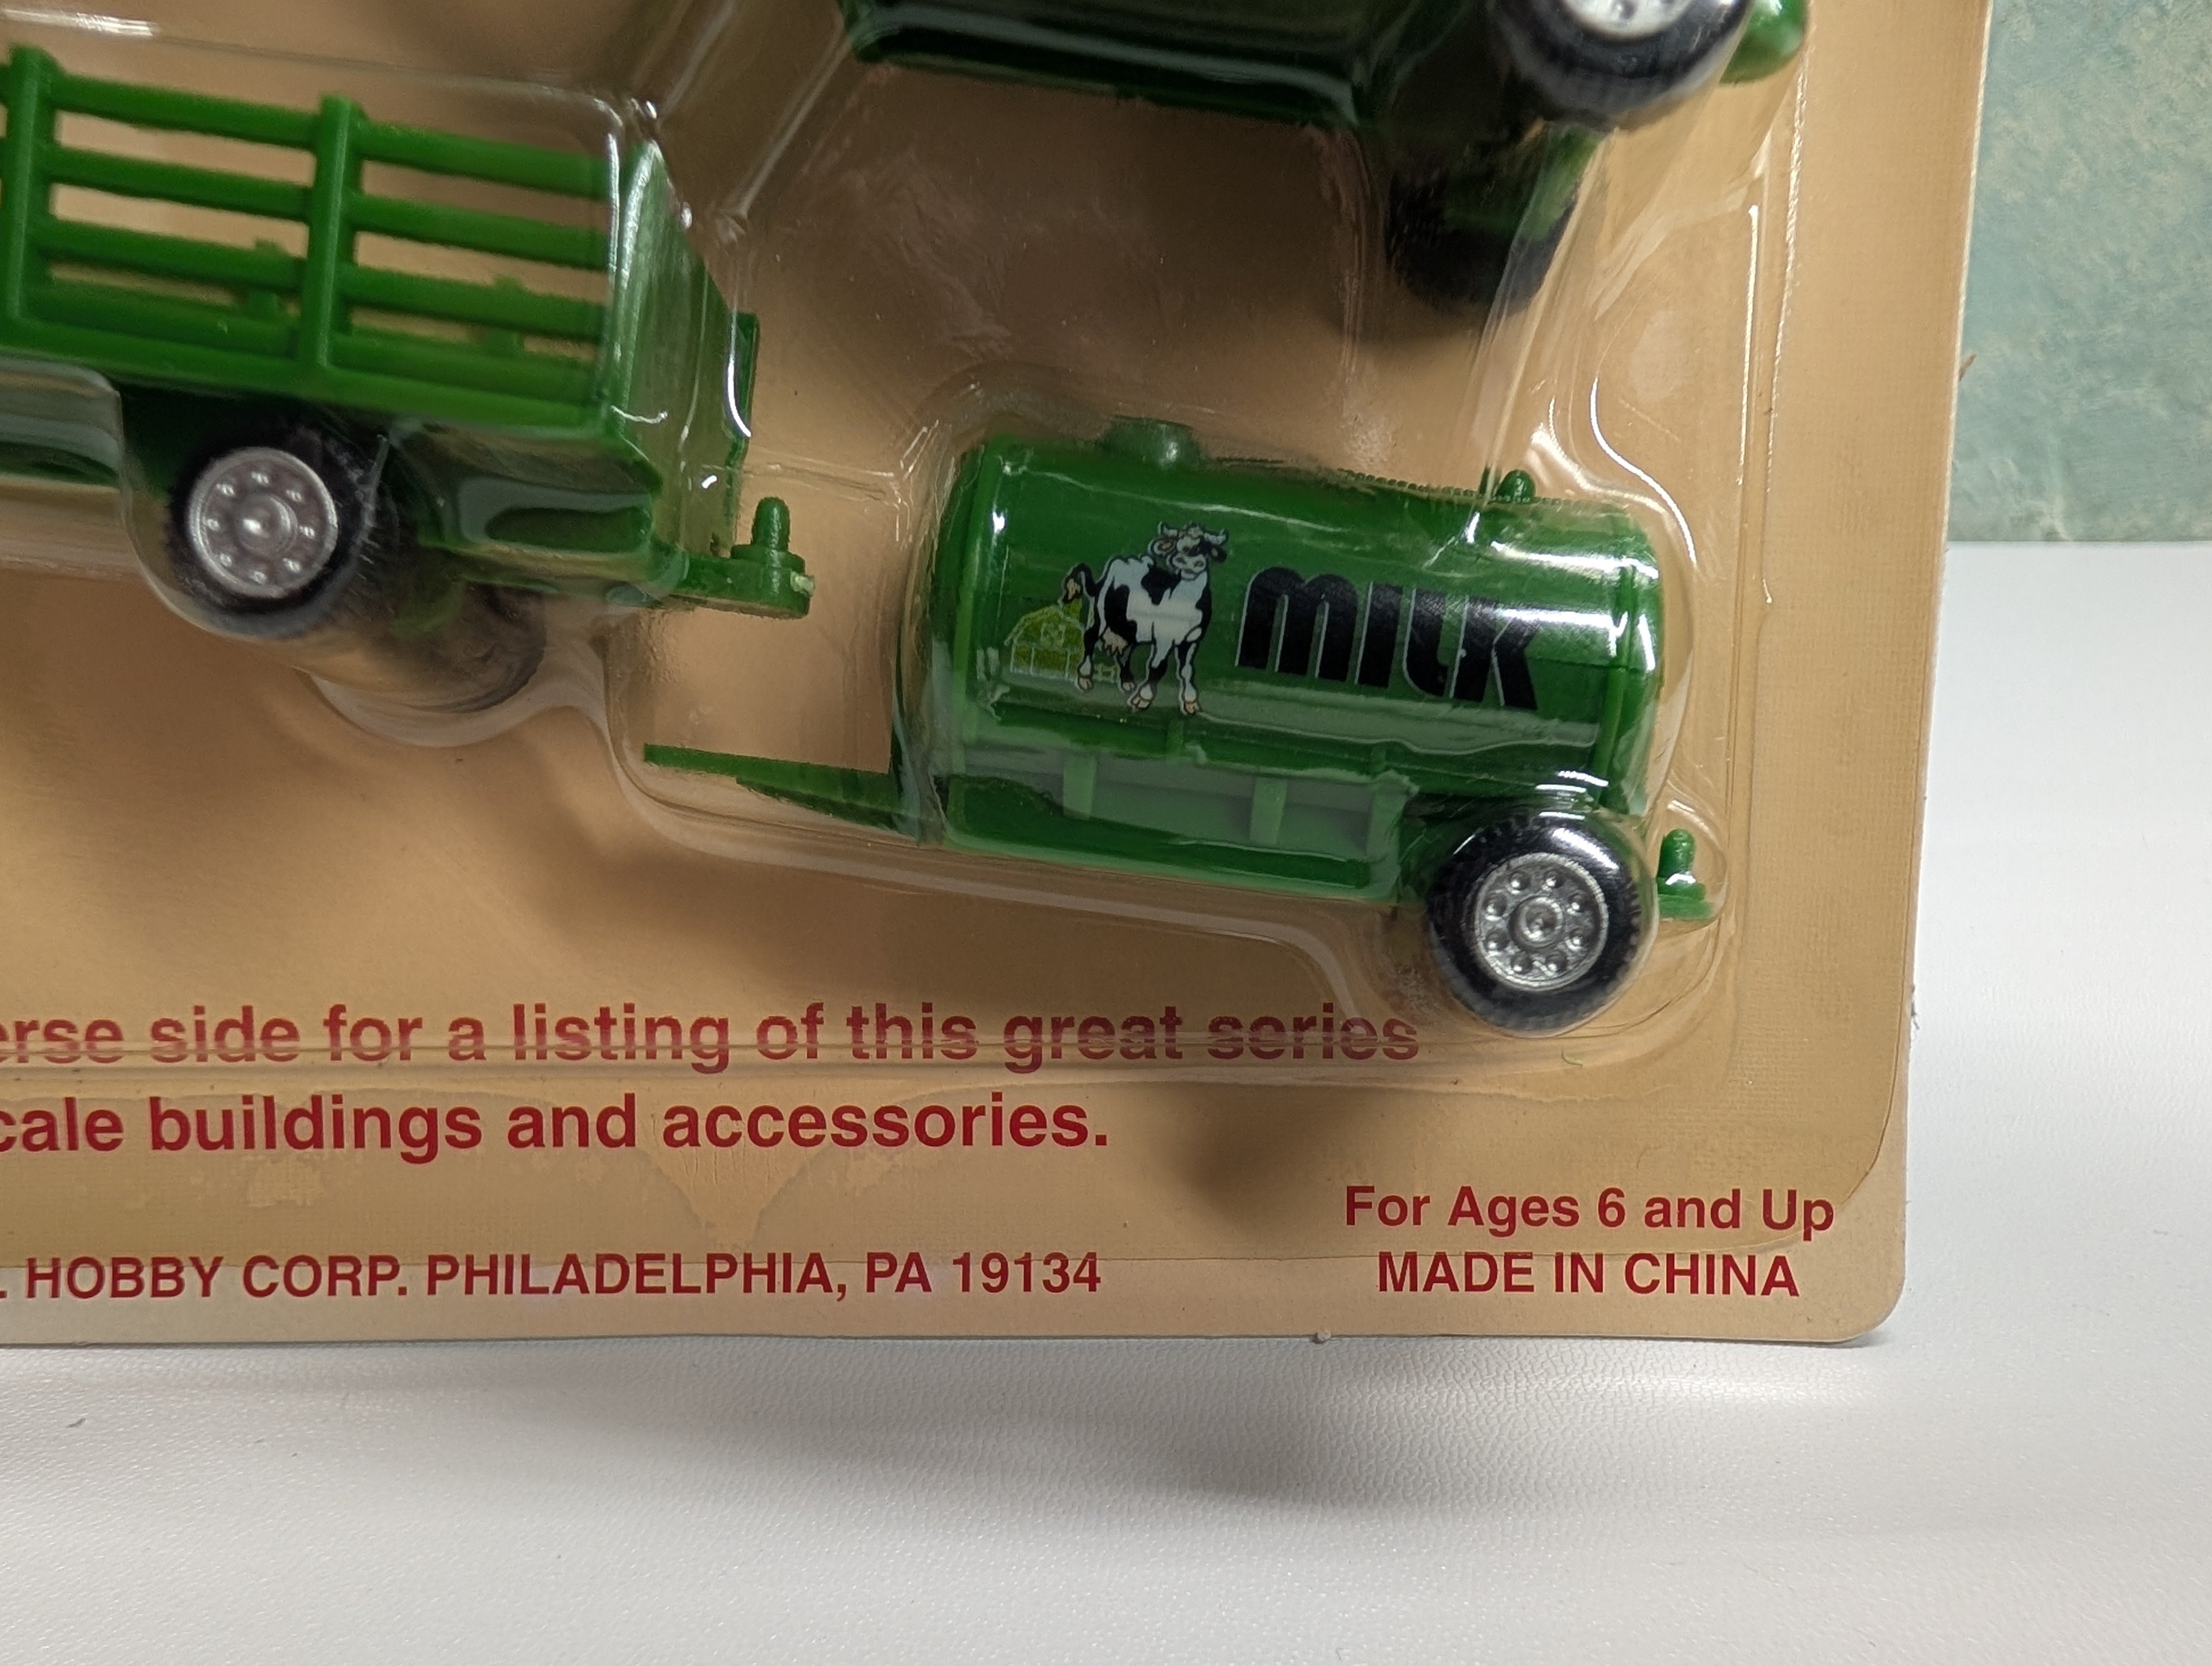 MILK
erse side for a listing of this great series
cale buildings and accessories.
For Ages 6 and Up
. HOBBY CORP. PHILADELPHIA, PA 19134
MADE IN CHINA